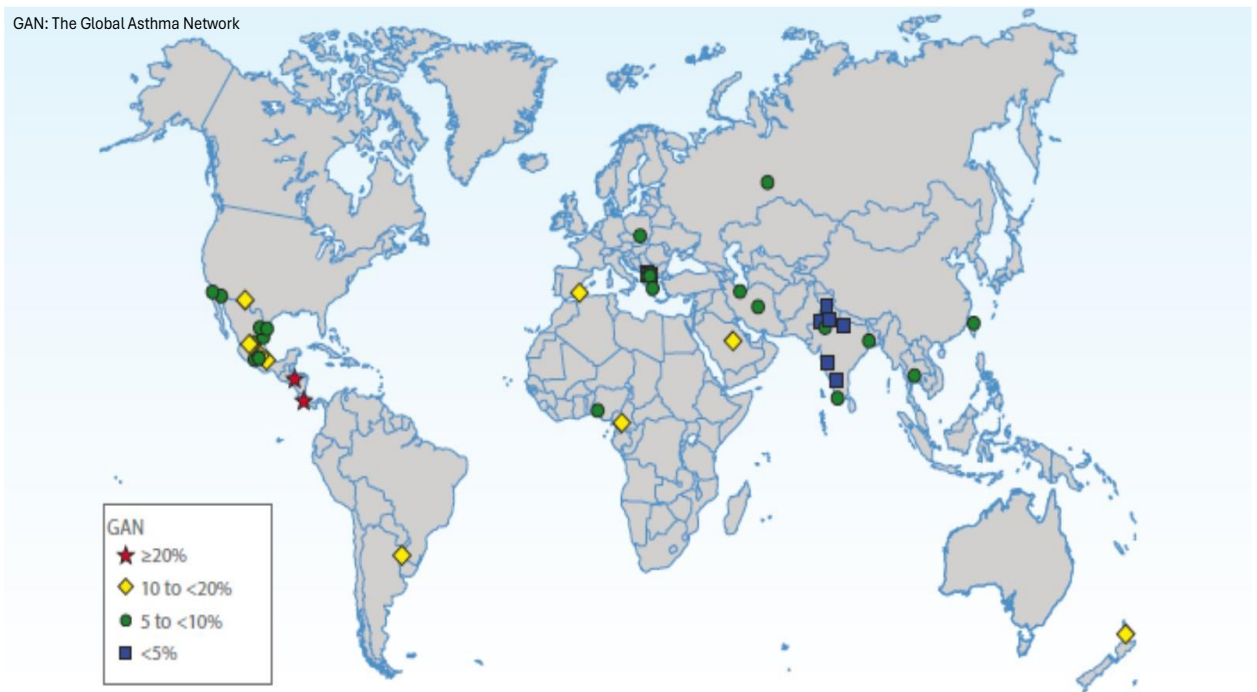 GAN: The Global Asthma Network
GAN
≥20%
10 to <20%
5 to <10%
<5%